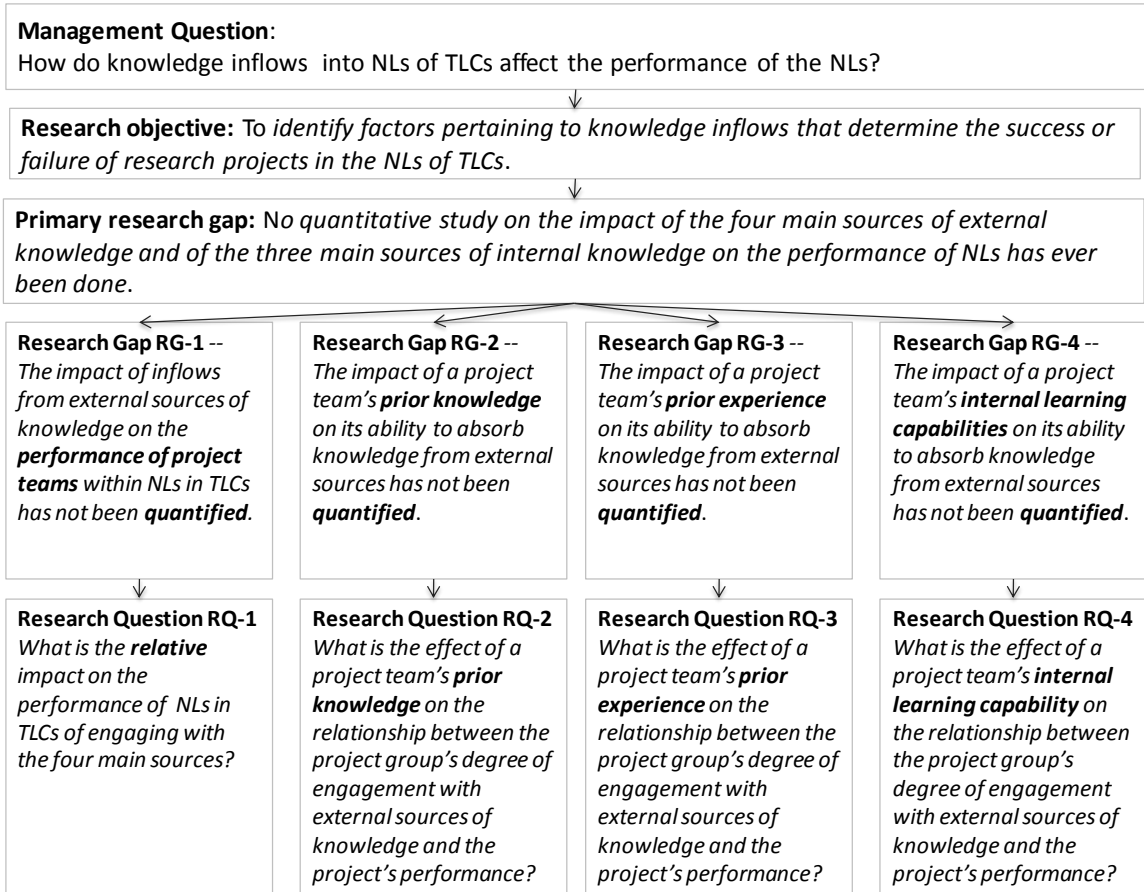 Management Question:
How do knowledge inflows into NLs of TLCs affect the performance of the NLs?
Research objective: To identify factors pertaining to knowledge inflows that determine the success or
failure of research projects in the NLs of TLCs.
Primary research gap: No quantitative study on the impact of the four main sources of external
knowledge and of the three main sources of internal knowledge on the performance of NLs has ever
been done.
Research Gap RG-1 --
The impact of inflows
from external sources of
knowledge on the
performance of project
teams within NLs in TLCs
has not been quantified.
Research Gap RG-2 --
The impact of a project
team's prior knowledge
on its ability to absorb
knowledge from external
sources has not been
quantified.
Research Gap RG-3 --
The impact of a project
team's prior experience
on its ability to absorb
knowledge from external
sources has not been
quantified.
Research Gap RG-4 --
The impact of a project
team's internal learning
capabilities on its ability
to absorb knowledge
from external sources
has not been quantified.
Research Question RQ-1
What is the relative
impact on the
performance of NLs in
TLCs of engaging with
the four main sources?
Research Question RQ-2
What is the effect of a
project team's prior
knowledge on the
relationship between the
project group's degree of
engagement with
external sources of
knowledge and the
project's performance?
Research Question RQ-3
What is the effect of a
project team's prior
experience on the
relationship between the
project group's degree of
engagement with
external sources of
knowledge and the
project's performance?
Research Question RQ-4
What is the effect of a
project team's internal
learning capability on
the relationship between
the project group's
degree of engagement
with external sources of
knowledge and the
project's performance?